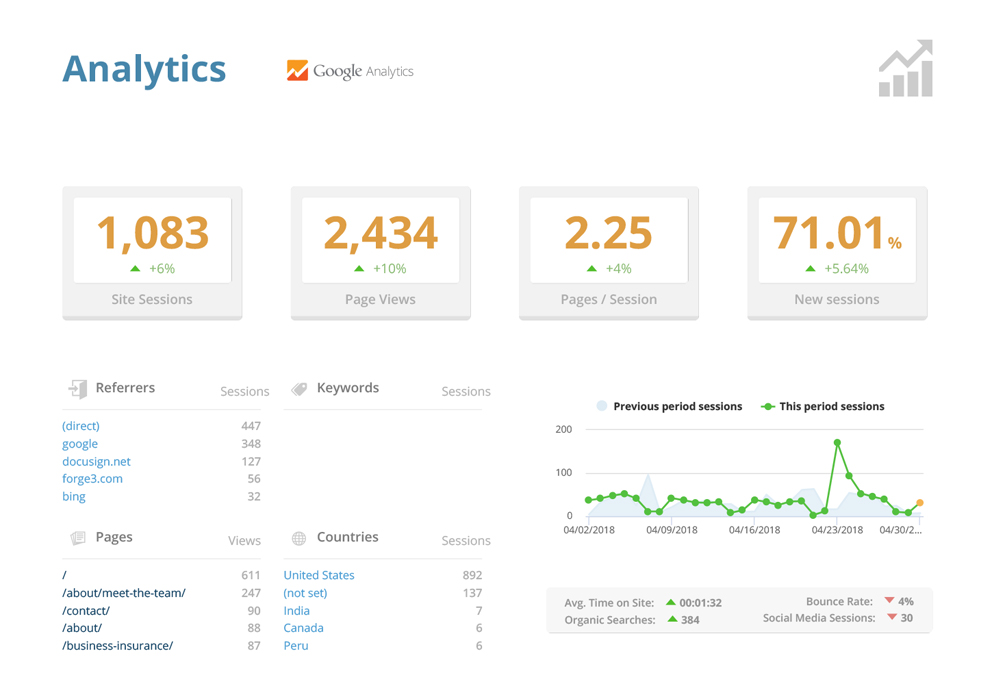 Analytics
Google Analytics
1,083
+6%
Site Sessions
2,434
+10%
Page Views
2.25
+4%
Pages / Session
71.01%
+5.64%
New sessions
Referrers Sessions
(direct) 447
google 348
docusign.net 127
forge3.com 56
bing 32
Keywords Sessions
Pages Views
/ 611
/about/meet-the-team/ 247
/contact/ 90
/about/ 88
/business-insurance/ 87
Countries Sessions
United States 892
(not set) 137
India 7
Canada 6
Peru 6
Previous period sessions This period sessions
200
100
0
04/02/2018 04/09/2018 04/16/2018 04/23/2018 04/30/2...
Avg. Time on Site: 00:01:32
Organic Searches: 384
Bounce Rate: 4%
Social Media Sessions: 30